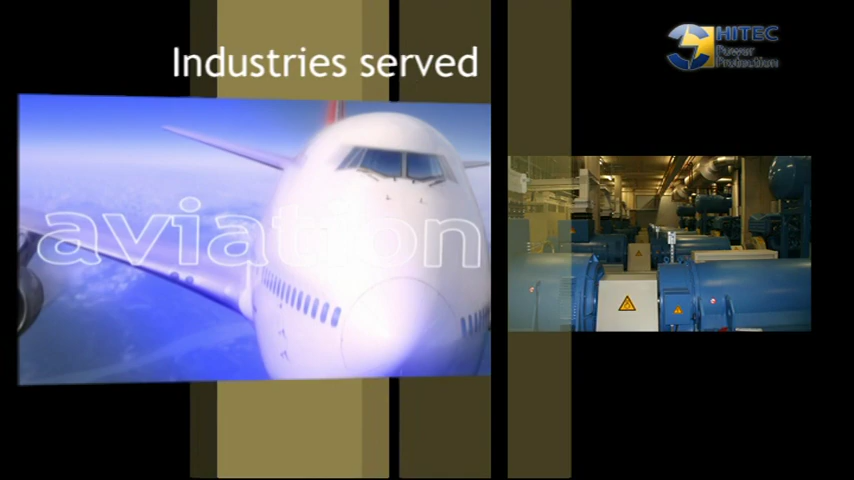 Industries served
HITEC
Power
Protection
aviation